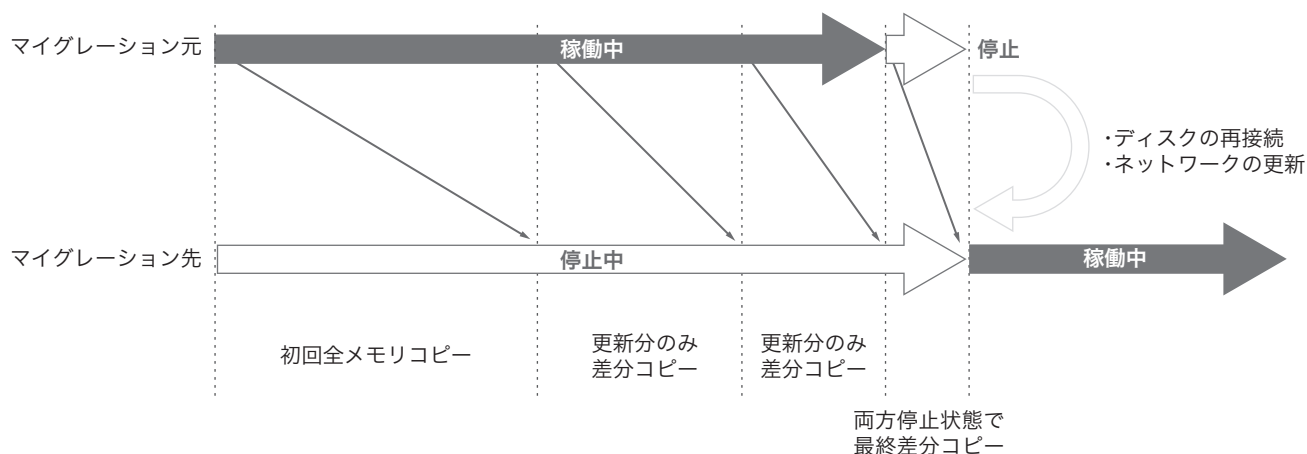 マイグレーション元
稼働中
停止
・ディスクの再接続
・ネットワークの更新
マイグレーション先
停止中
稼働中
初回全メモリコピー
更新分のみ
差分コピー
更新分のみ
差分コピー
両方停止状態で
最終差分コピー